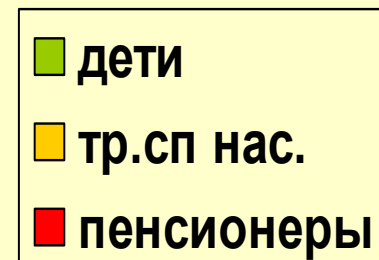 дети
тр.сп нас.
пенсионеры